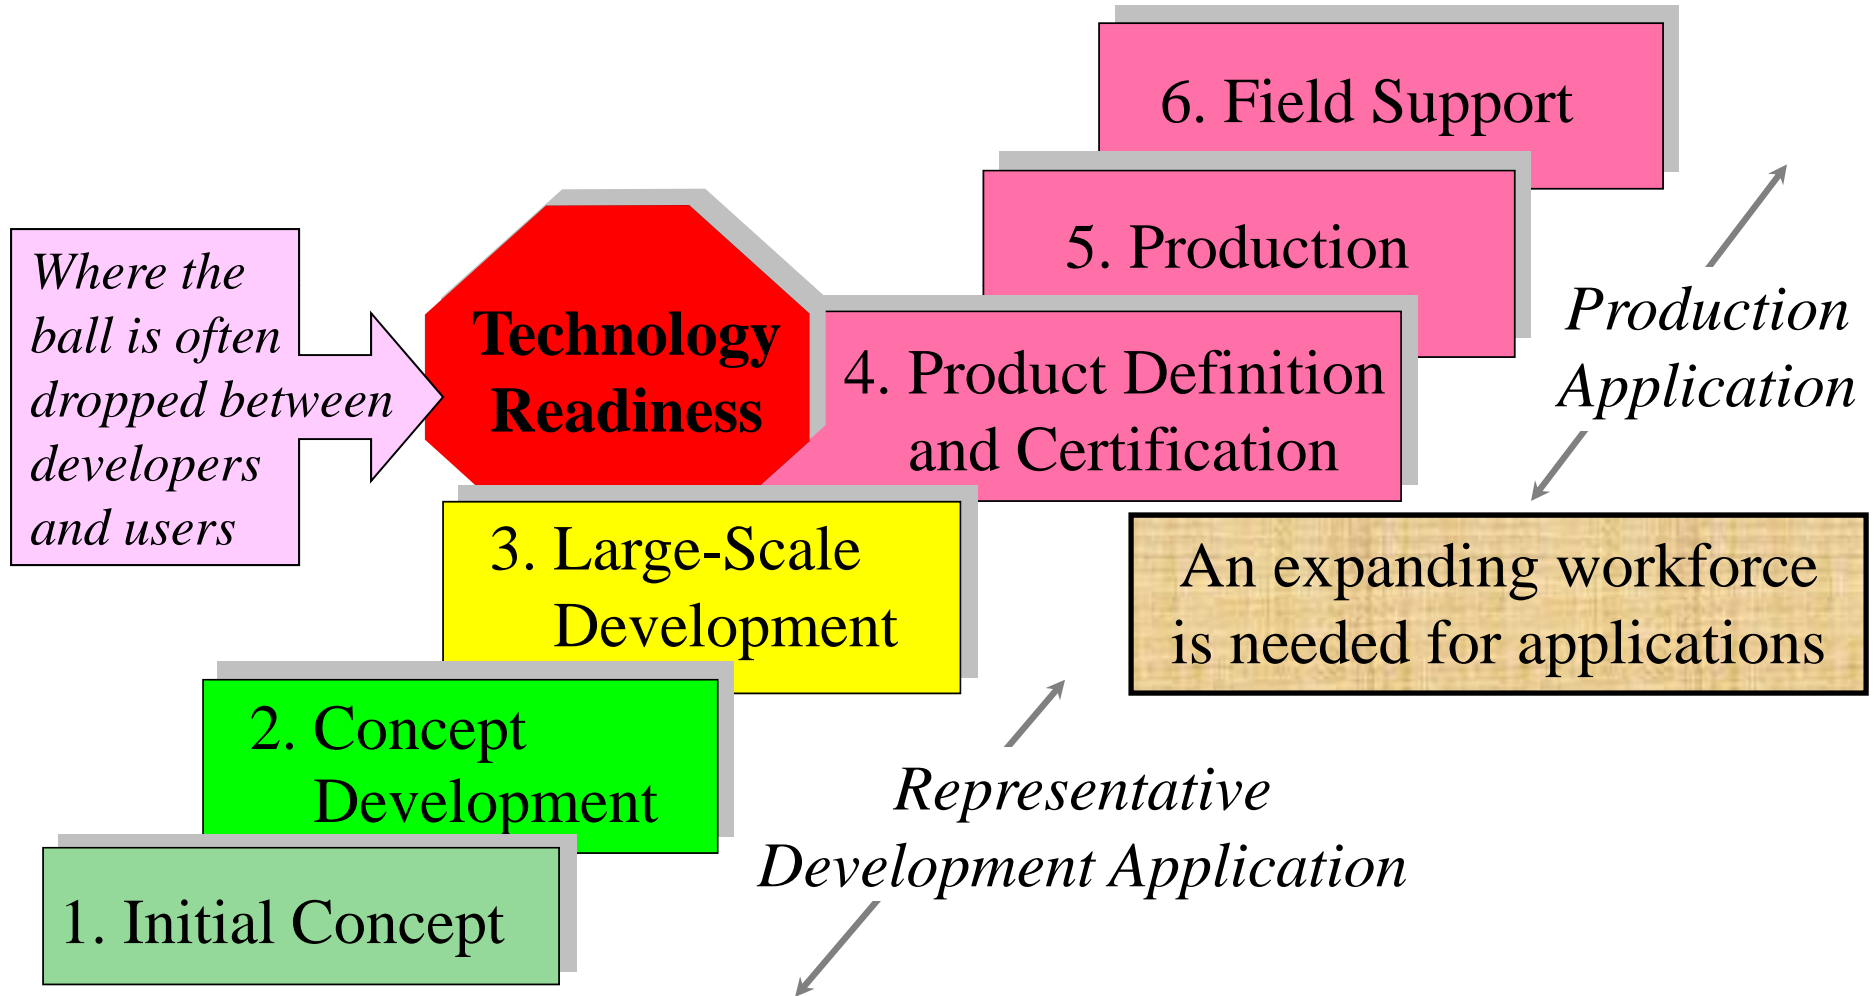 6. Field Support
5. Production
Where the
ball is often
dropped between
developers
and users
Technology
Readiness
4. Product Definition
and Certification
Production
Application
3. Large-Scale
Development
An expanding workforce
is needed for applications
2. Concept
Development
Representative
Development Application
1. Initial Concept